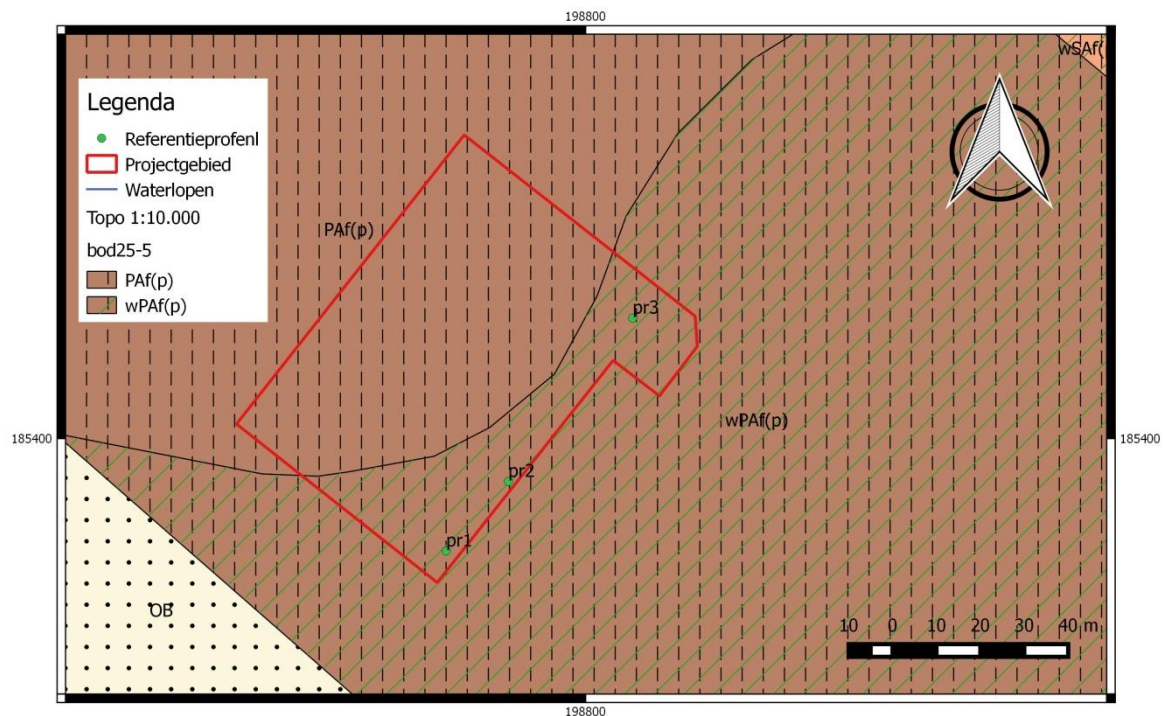 198800
wSAf(
Legenda
Referentieprofenl
Projectgebied
Waterlopen
Topo 1:10.000
bod25-5
PAf(p)
wPAf(p)
PAf(p)
pr3
wPAf(p)
185400
185400
pr2
pr1
OB
10 0 10 20 30 40 m
198800